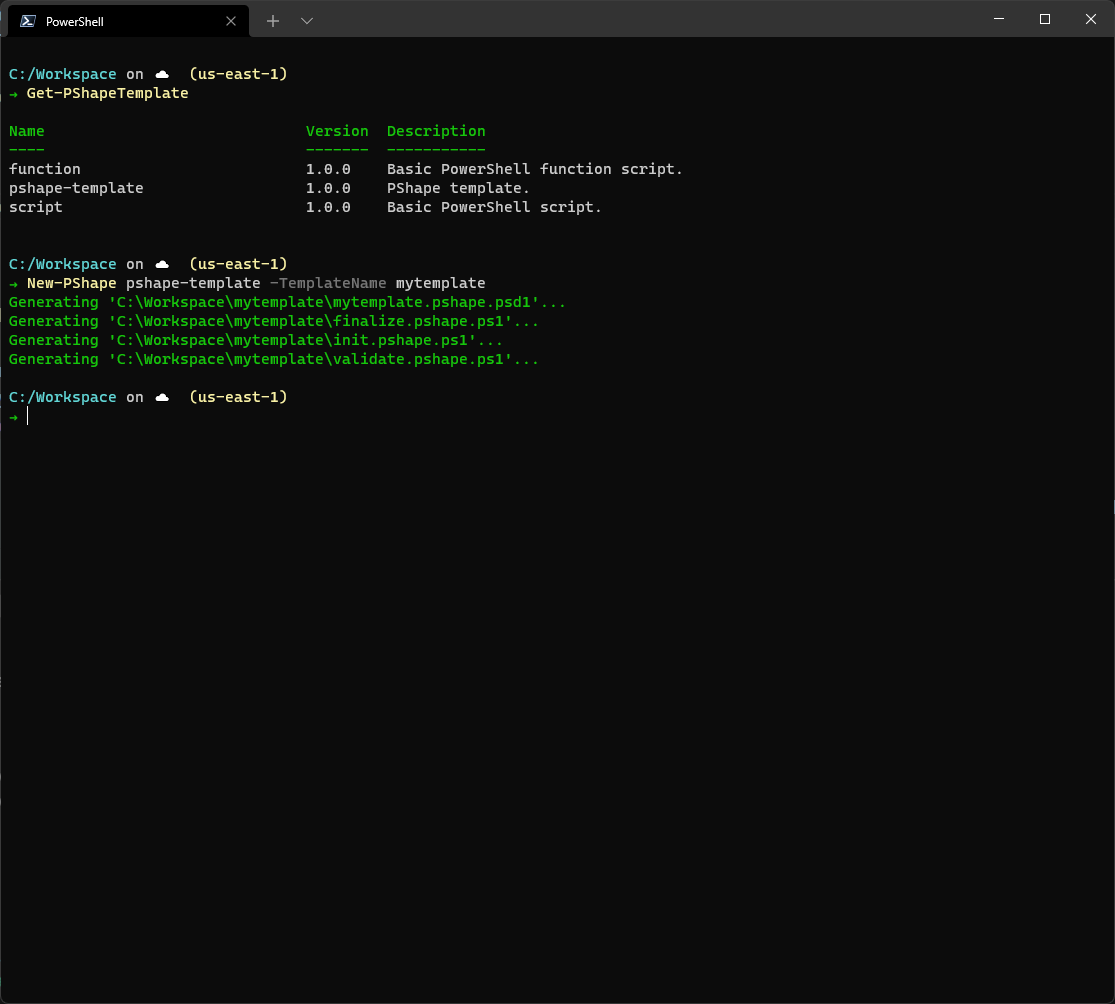 PowerShell
C:/Workspace on ☁ (us-east-1)
→ Get-PShapeTemplate
Name Version Description
---- ------- -----------
function 1.0.0 Basic PowerShell function script.
pshape-template 1.0.0 PShape template.
script 1.0.0 Basic PowerShell script.
C:/Workspace on ☁ (us-east-1)
→ New-PShape pshape-template -TemplateName mytemplate
Generating 'C:\Workspace\mytemplate\mytemplate.pshape.psd1'...
Generating 'C:\Workspace\mytemplate\finalize.pshape.ps1'...
Generating 'C:\Workspace\mytemplate\init.pshape.ps1'...
Generating 'C:\Workspace\mytemplate\validate.pshape.ps1'...
C:/Workspace on ☁ (us-east-1)
→